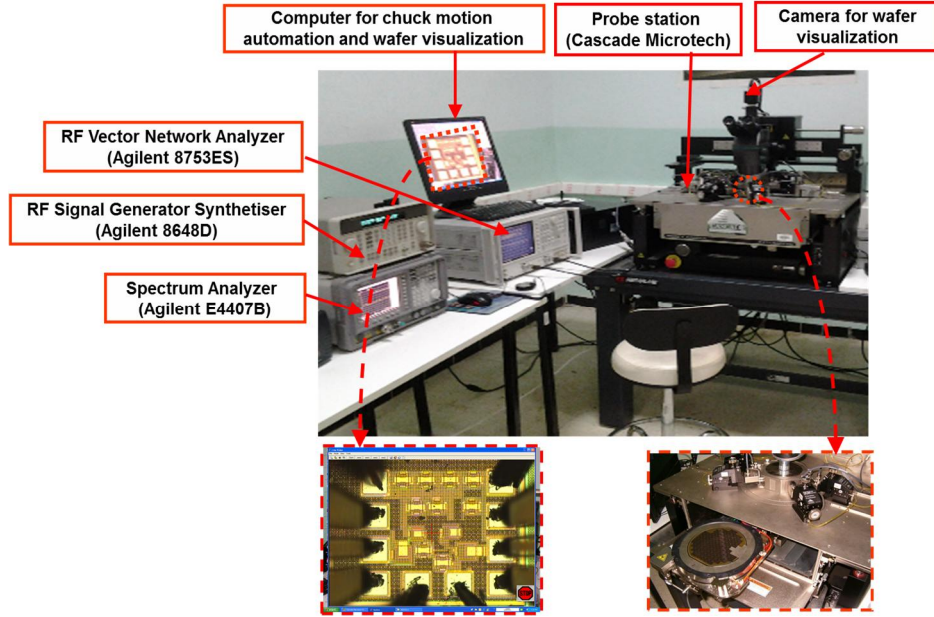 Computer for chuck motion
automation and wafer visualization
Probe station
(Cascade Microtech)
Camera for wafer
visualization
RF Vector Network Analyzer
(Agilent 8753ES)
RF Signal Generator Synthetiser
(Agilent 8648D)
Spectrum Analyzer
(Agilent E4407B)
STOP